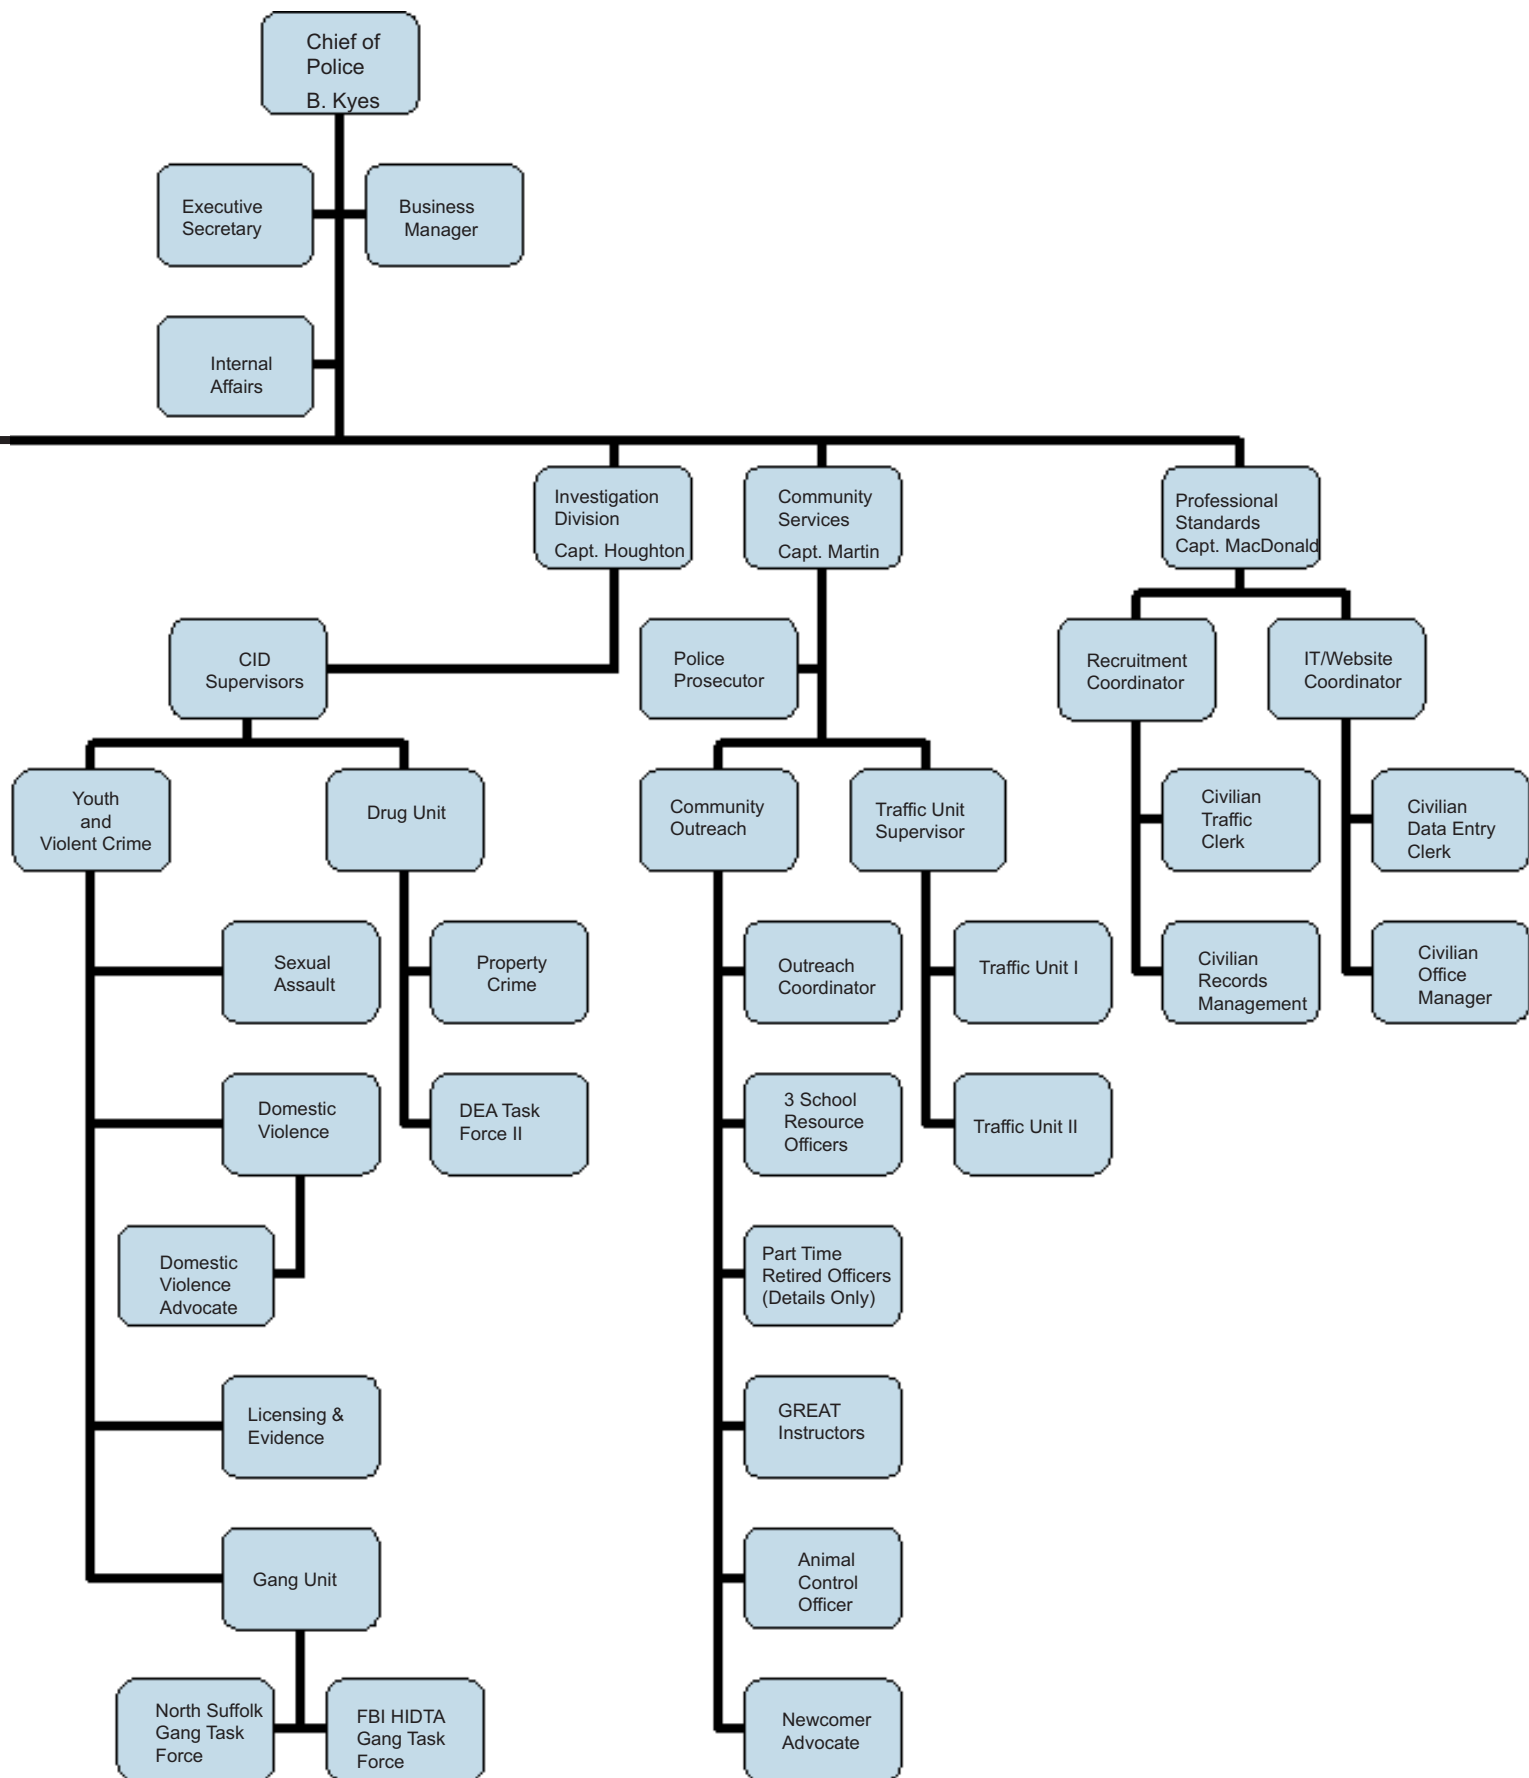 Chief of
Police
B. Kyes
Executive
Secretary
Business
Manager
Internal
Affairs
Investigation
Division
Capt. Houghton
Community
Services
Capt. Martin
Professional
Standards
Capt. MacDonald
CID
Supervisors
Police
Prosecutor
Recruitment
Coordinator
IT/Website
Coordinator
Youth
and
Violent Crime
Drug Unit
Community
Outreach
Traffic Unit
Supervisor
Civilian
Traffic
Clerk
Civilian
Data Entry
Clerk
Sexual
Assault
Property
Crime
Outreach
Coordinator
Traffic Unit I
Civilian
Records
Management
Civilian
Office
Manager
Domestic
Violence
DEA Task
Force II
3 School
Resource
Officers
Traffic Unit II
Domestic
Violence
Advocate
Part Time
Retired Officers
(Details Only)
Licensing &
Evidence
GREAT
Instructors
Gang Unit
Animal
Control
Officer
North Suffolk
Gang Task
Force
FBI HIDTA
Gang Task
Force
Newcomer
Advocate